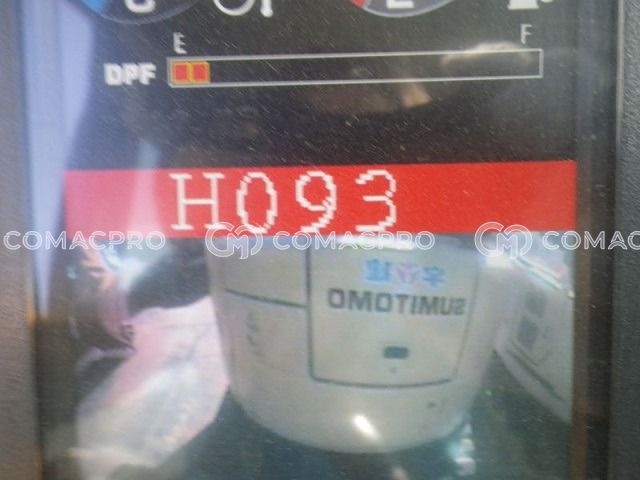 E F
DPF
H093
COMACPRO COMACPRO COMACPRO
SUMITOMO